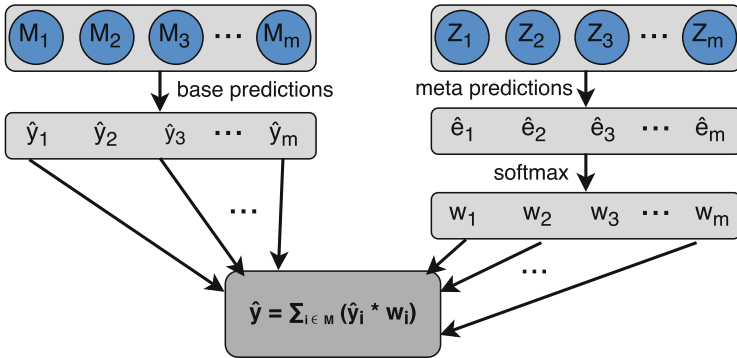 M₁ M₂ M₃ ··· Mₘ
base predictions
ŷ₁ ŷ₂ ŷ₃ ··· ŷₘ
...
Z₁ Z₂ Z₃ ··· Zₘ
meta predictions
ê₁ ê₂ ê₃ ··· êₘ
softmax
w₁ w₂ w₃ ··· wₘ
...
ŷ = Σ i ∈ M (ŷᵢ * wᵢ)